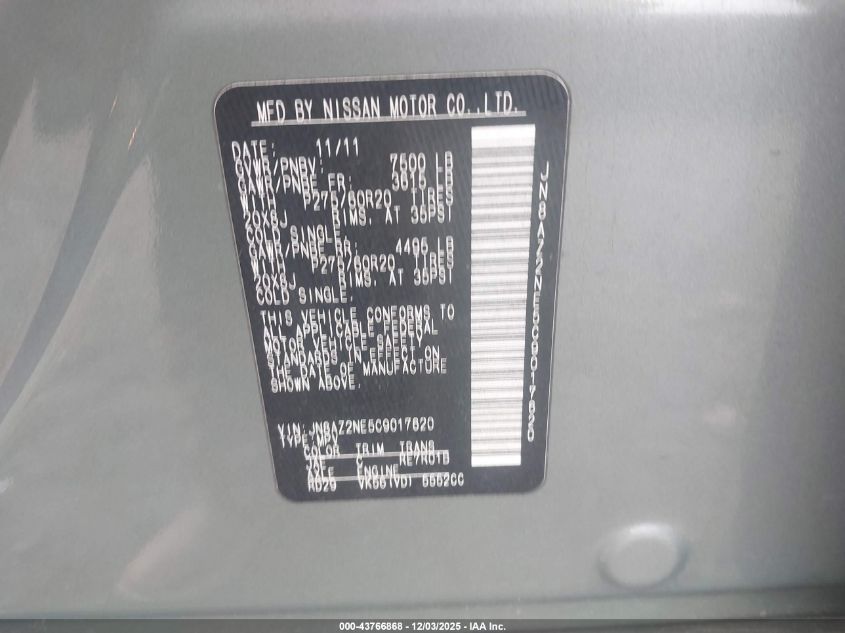 MFD BY NISSAN MOTOR CO.,LTD.
DATE: 11/11
GVWR/PNBV: 7500 LB
GAWR/PNBE FR: 3615 LB
WITH P275/60R20 TIRES
20X8J RIMS, AT 35PSI
COLD SINGLE,
GAWR/PNBE RR: 4495 LB
WITH P275/60R20 TIRES
20X8J RIMS, AT 35PSI
COLD SINGLE,
THIS VEHICLE CONFORMS TO
ALL APPLICABLE FEDERAL
MOTOR VEHICLE SAFETY
STANDARDS IN EFFECT ON
THE DATE OF MANUFACTURE
SHOWN ABOVE.
VIN: JN8AZ2NE5C9017620
TYPE: MPV
COLOR TRIM TRANS
RE7R01B
AXLE ENGINE
RD29 VK56(VD) 5552CC
JN8AZ2NE5C9017620
000-43766868 - 12/03/2025 - IAA Inc.